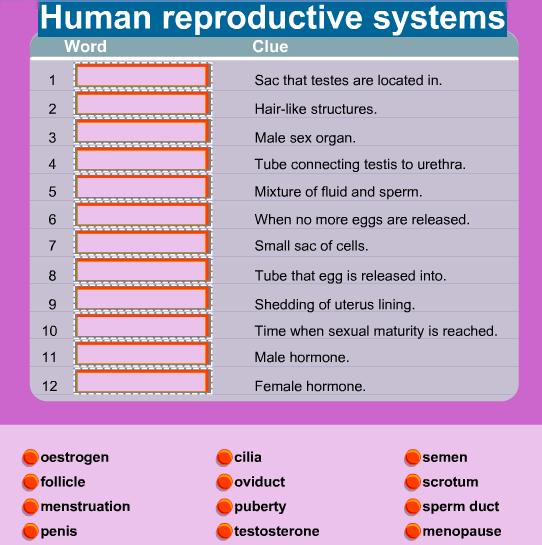 Human reproductive systems
Word Clue
1 Sac that testes are located in.
2 Hair-like structures.
3 Male sex organ.
4 Tube connecting testis to urethra.
5 Mixture of fluid and sperm.
6 When no more eggs are released.
7 Small sac of cells.
8 Tube that egg is released into.
9 Shedding of uterus lining.
10 Time when sexual maturity is reached.
11 Male hormone.
12 Female hormone.
oestrogen cilia semen
follicle oviduct scrotum
menstruation puberty sperm duct
penis testosterone menopause